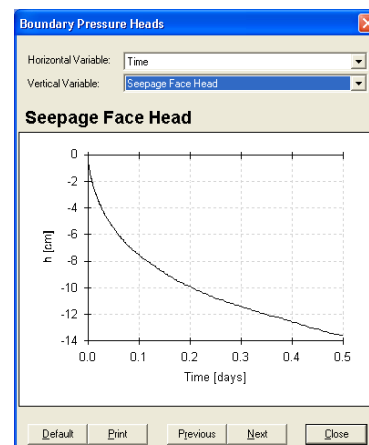 Boundary Pressure Heads
Horizontal Variable: Time
Vertical Variable: Seepage Face Head
Seepage Face Head
0
-2
-4
-6
-8
-10
-12
-14
h [cm]
0.0 0.1 0.2 0.3 0.4 0.5
Time [days]
Default Print Previous Next Close